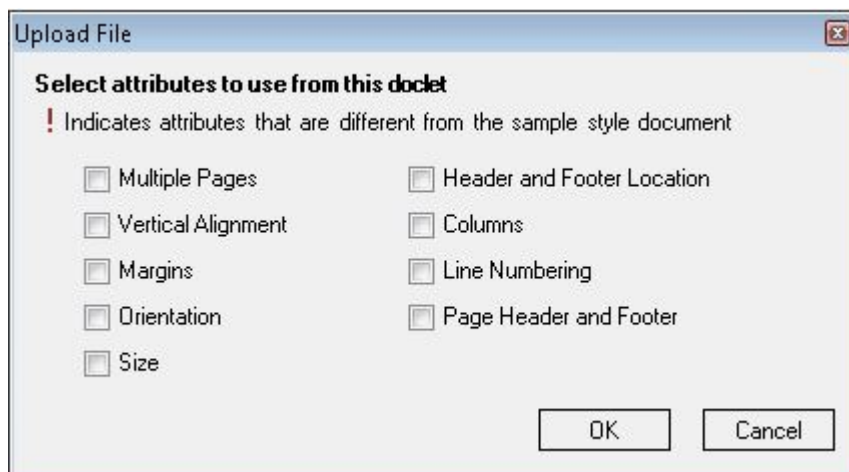 Upload File
Select attributes to use from this doclet
! Indicates attributes that are different from the sample style document
Multiple Pages
Header and Footer Location
Vertical Alignment
Columns
Margins
Line Numbering
Orientation
Page Header and Footer
Size
OK
Cancel